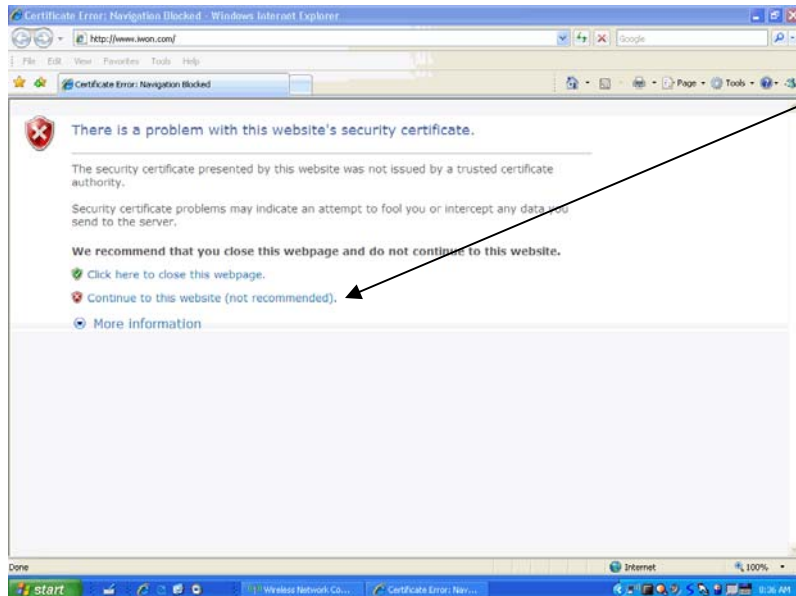 Certificate Error: Navigation Blocked - Windows Internet Explorer
http://www.iwon.com/
Google
File Edit View Favorites Tools Help
Certificate Error: Navigation Blocked
Page Tools
There is a problem with this website's security certificate.
The security certificate presented by this website was not issued by a trusted certificate
authority.
Security certificate problems may indicate an attempt to fool you or intercept any data you
send to the server.
We recommend that you close this webpage and do not continue to this website.
Click here to close this webpage.
Continue to this website (not recommended).
More information
Done
Internet
100%
start
Wireless Network Co...
Certificate Error: Nav...
8:36 AM